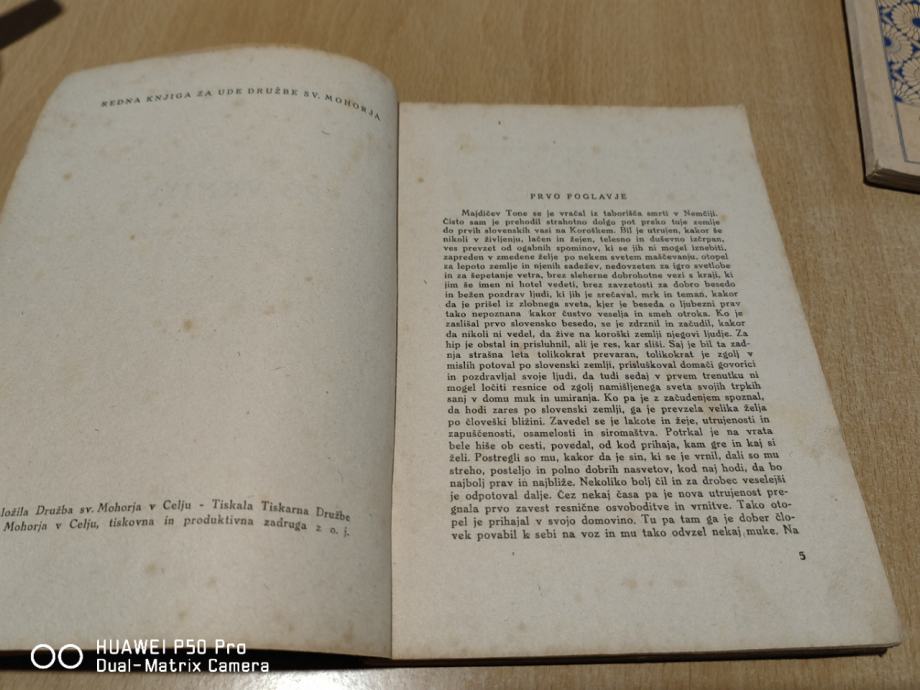 REDNA KNJIGA ZA UDE DRUŽBE SV. MOHORJA
ložila Družba sv. Mohorja v Celju - Tiskala Tiskarna Družbe
Mohorja v Celju, tiskovna in produktivna zadruga z o. j.
PRVO POGLAVJE
Majdičev Tone se je vračal iz taborišča smrti v Nemčiji.
Čisto sam je prehodil strahotno dolgo pot preko tuje zemlje
do prvih slovenskih vasi na Koroškem. Bil je utrujen, kakor še
nikoli v življenju, lačen in žejen, telesno in duševno izčrpan,
ves prevzet od ogabnih spominov, ki se jih ni mogel iznebiti,
zapreden v zmedene želje po nekem svetem maščevanju, otopel
za lepoto zemlje in njenih sadežev, nedovzeten za igro svetlobe
in za šepetanje vetra, brez sleherne dobrohotne vezi s kraji, ki
jim še imen ni hotel vedeti, brez zavzetosti za dobro besedo
in bežen pozdrav ljudi, ki jih je srečaval, mrk in teman, kakor
da je prišel iz zlobnega sveta, kjer je beseda o ljubezni prav
tako nepoznana kakor čustvo veselja in smeh otroka. Ko je
zaslišal prvo slovensko besedo, se je zdrznil in začudil, kakor
da nikoli ni vedel, da žive na koroški zemlji njegovi ljudje. Za
hip je obstal in prisluhnil, ali je res, kar sliši. Saj je bil ta zad-
nja strašna leta tolikokrat prevaran, tolikokrat je zgolj v
mislih potoval po slovenski zemlji, prisluškoval domači govorici
in pozdravljal svoje ljudi, da tudi sedaj v prvem trenutku ni
mogel ločiti resnice od zgolj namišljenega sveta svojih trpkih
sanj v domu muk in umiranja. Ko pa je z začudenjem spoznal,
da hodi zares po slovenski zemlji, ga je prevzela velika želja
po človeški bližini. Zavedel se je lakote in žeje, utrujenosti in
zapuščenosti, osamelosti in siromaštva. Potrkal je na vrata
bele hiše ob cesti, povedal, od kod prihaja, kam gre in kaj si
želi. Postregli so mu, kakor da je sin, ki se je vrnil, dali so mu
streho, posteljo in polno dobrih nasvetov, kod naj hodi, da bo
najbolj prav in najbliže. Nekoliko bolj čil in za drobec veselejši
je odpotoval dalje. Čez nekaj časa pa je nova utrujenost pre-
gnala prvo zavest resnične osvoboditve in vrnitve. Tako oto-
pel je prihajal v svojo domovino. Tu pa tam ga je dober člo-
vek povabil k sebi na voz in mu tako odvzel nekaj muke. Na
5
HUAWEI P50 Pro
Dual-Matrix Camera